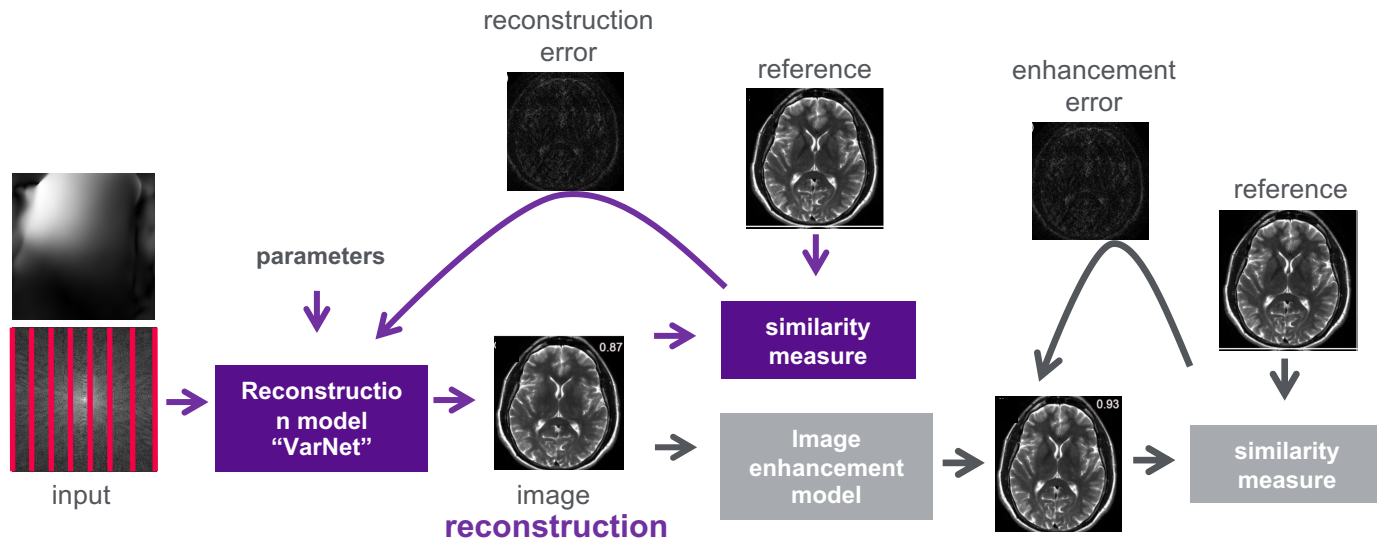 reconstruction
error
reference
enhancement
error
reference
parameters
0.87
similarity
measure
Reconstructio
n model
“VarNet”
0.93
Image
enhancement
model
similarity
measure
input
image
reconstruction